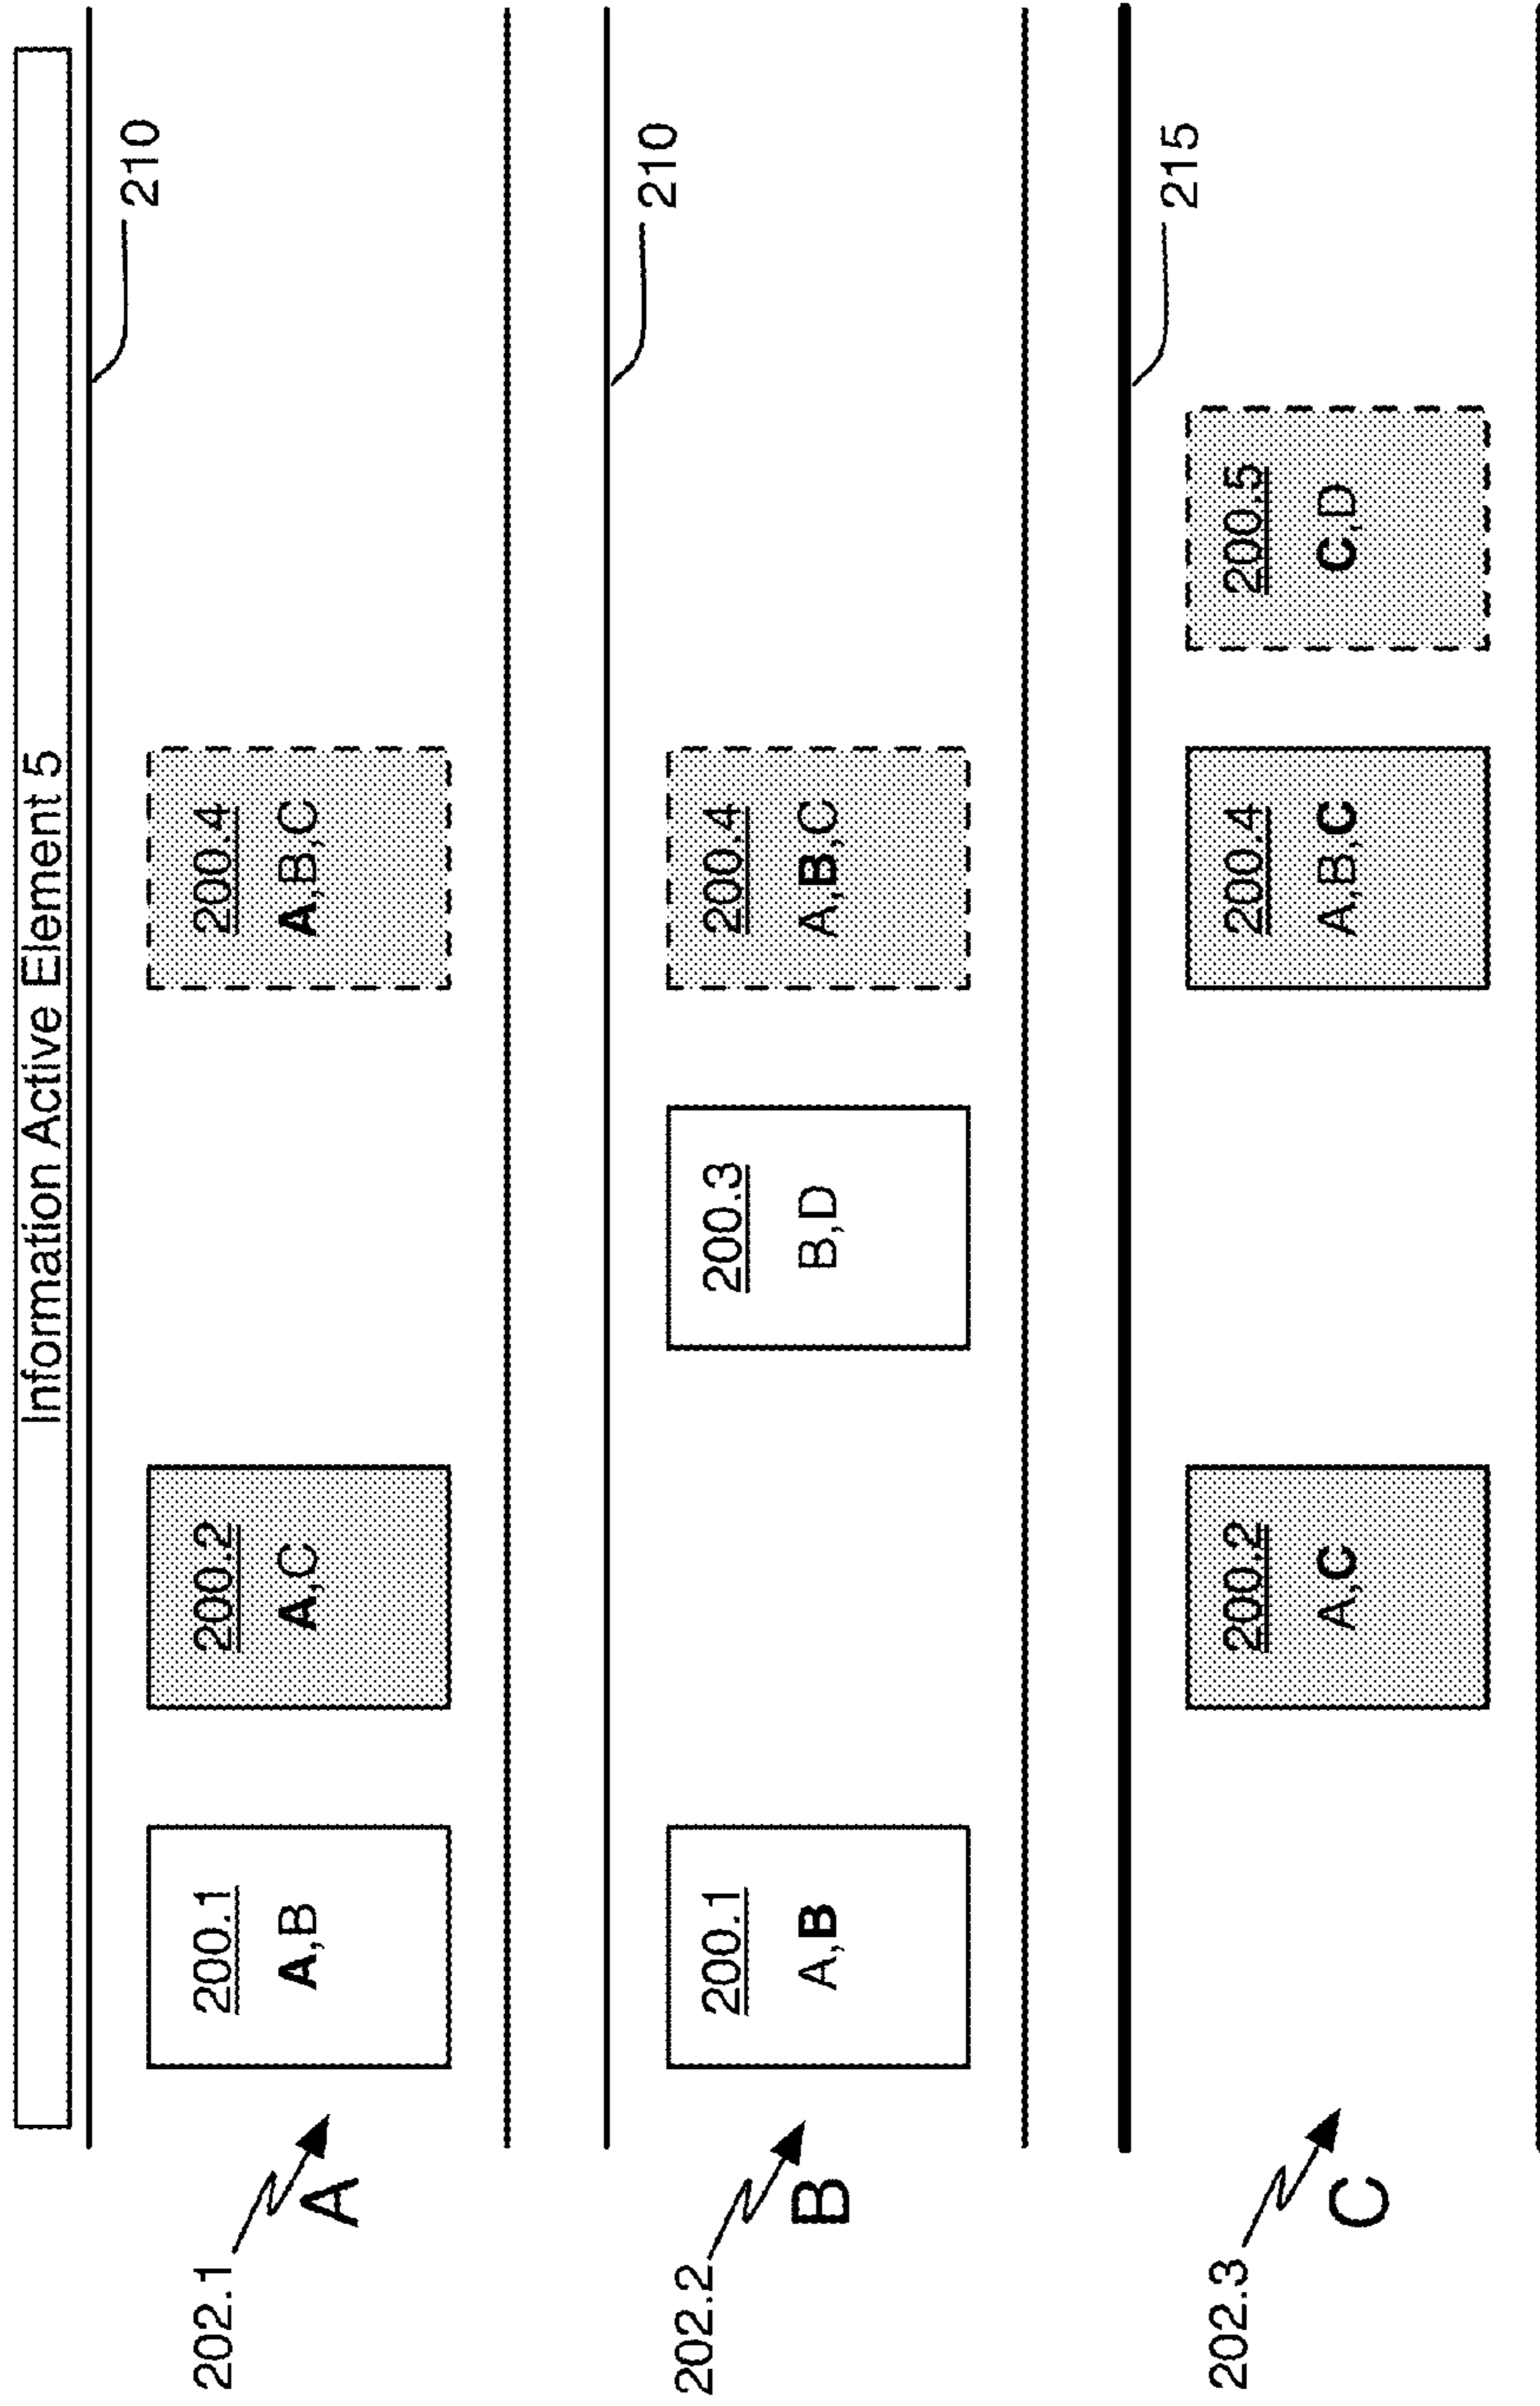 Information Active Element 5
210
202.1
A
200.1
A,B
200.2
A,C
200.4
A,B,C
210
202.2
B
200.1
A,B
200.3
B,D
200.4
A,B,C
215
202.3
C
200.2
A,C
200.4
A,B,C
200.5
C,D